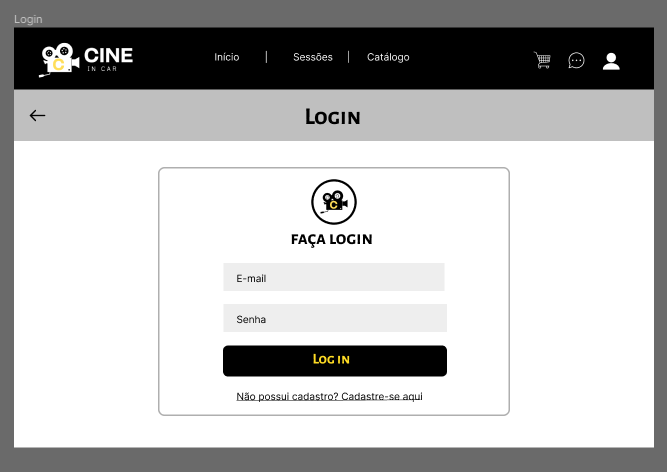 Login
CINE
IN CAR
Início | Sessões | Catálogo
LOGIN
C
FAÇA LOGIN
E-mail
Senha
LOG IN
Não possui cadastro? Cadastre-se aqui